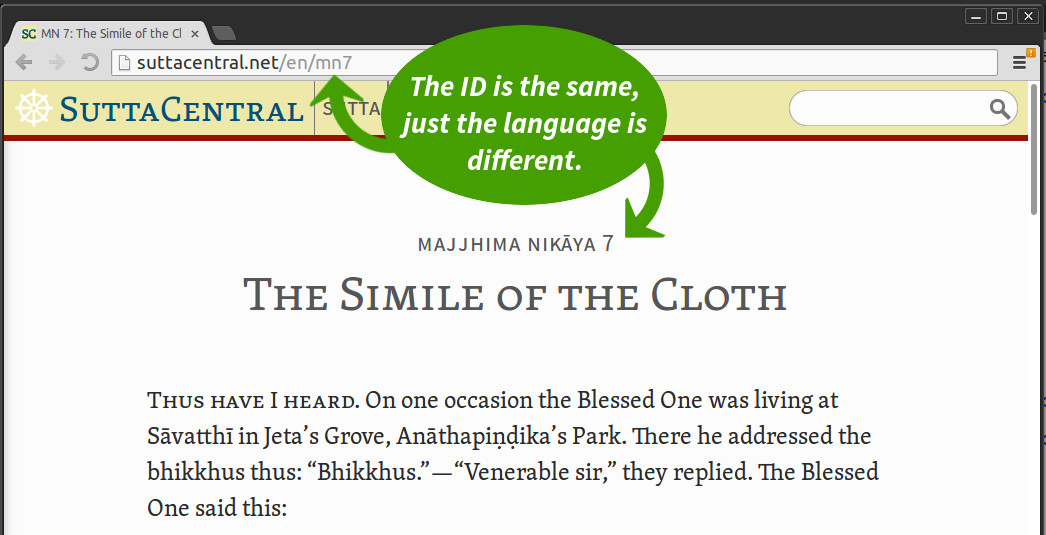 SC MN 7: The Simile of the Cl
suttacentral.net/en/mn7
SuttaCentral SUTTA
The ID is the same,
just the language is
different.
MAJJHIMA NIKĀYA 7
The Simile of the Cloth
Thus have I heard. On one occasion the Blessed One was living at
Sāvatthī in Jeta’s Grove, Anāthapiṇḍika’s Park. There he addressed the
bhikkhus thus: “Bhikkhus.”—“Venerable sir,” they replied. The Blessed
One said this: